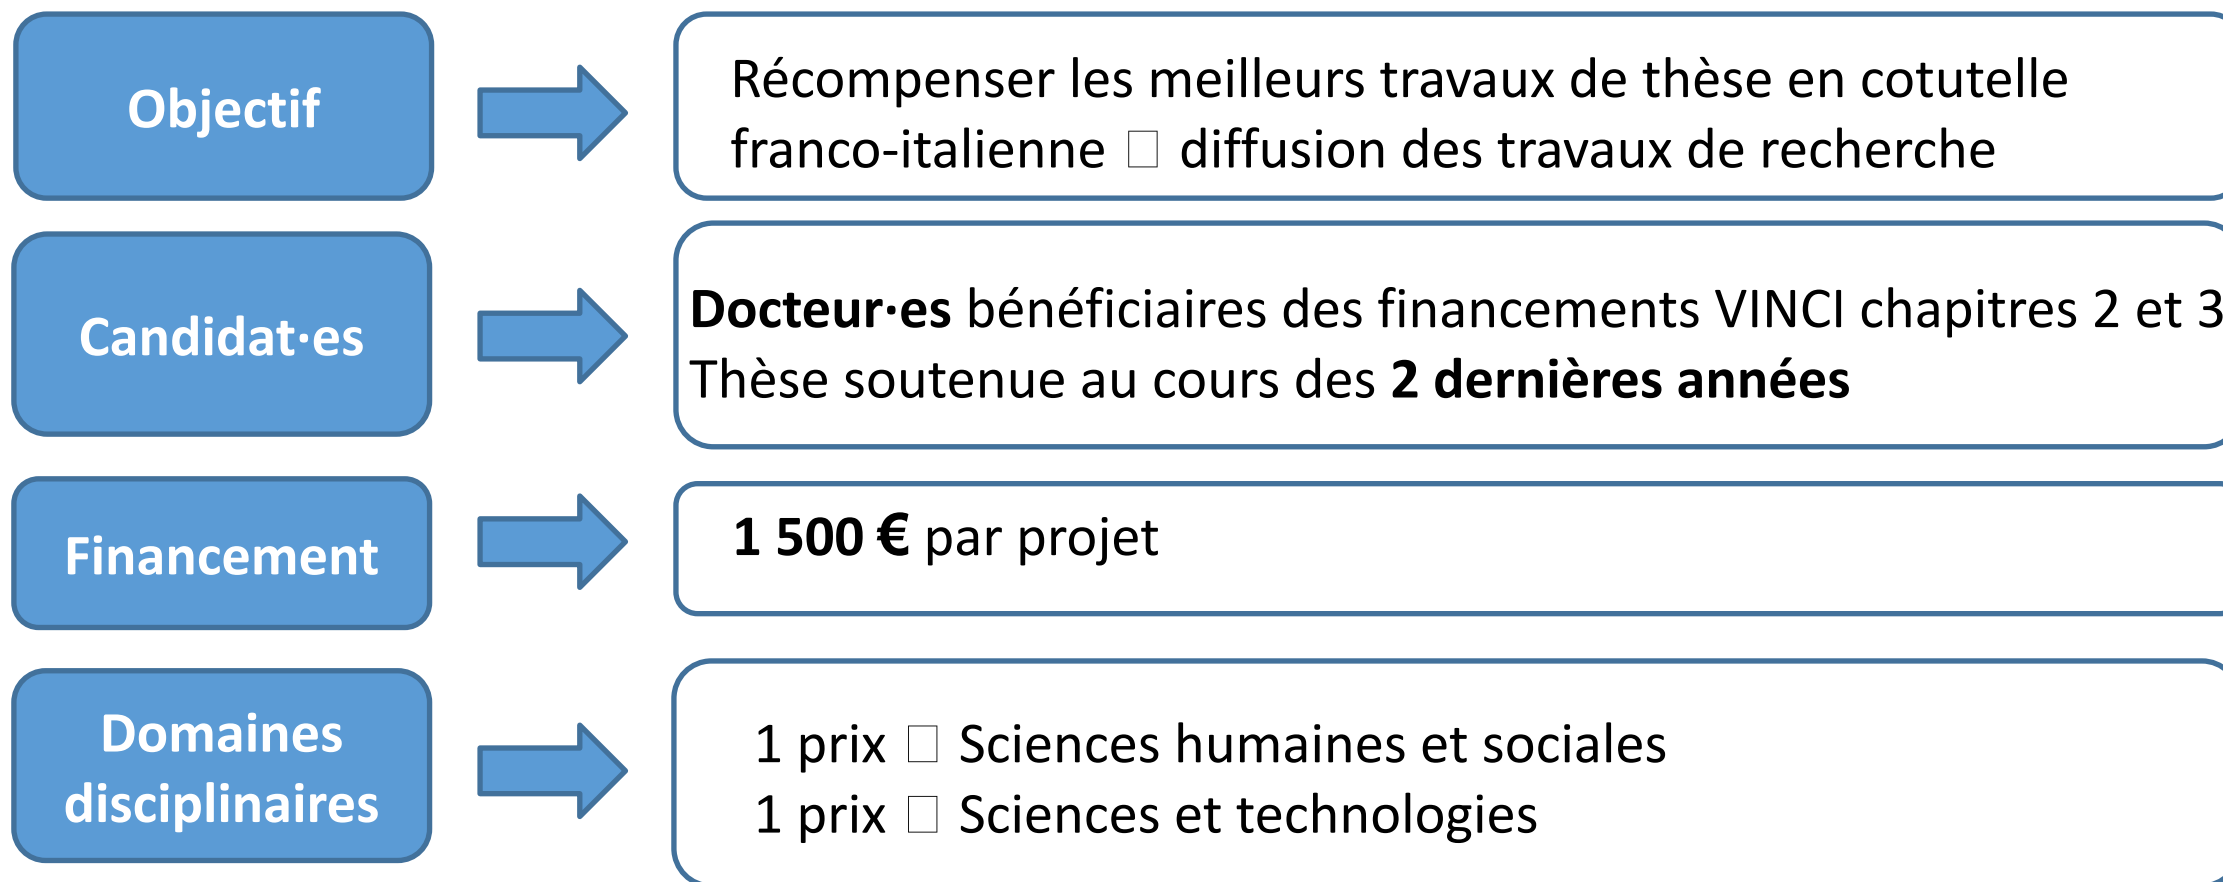 Objectif
Récompenser les meilleurs travaux de thèse en cotutelle
franco-italienne □ diffusion des travaux de recherche
Candidat·es
Docteur·es bénéficiaires des financements VINCI chapitres 2 et 3
Thèse soutenue au cours des 2 dernières années
Financement
1 500 € par projet
Domaines
disciplinaires
1 prix □ Sciences humaines et sociales
1 prix □ Sciences et technologies